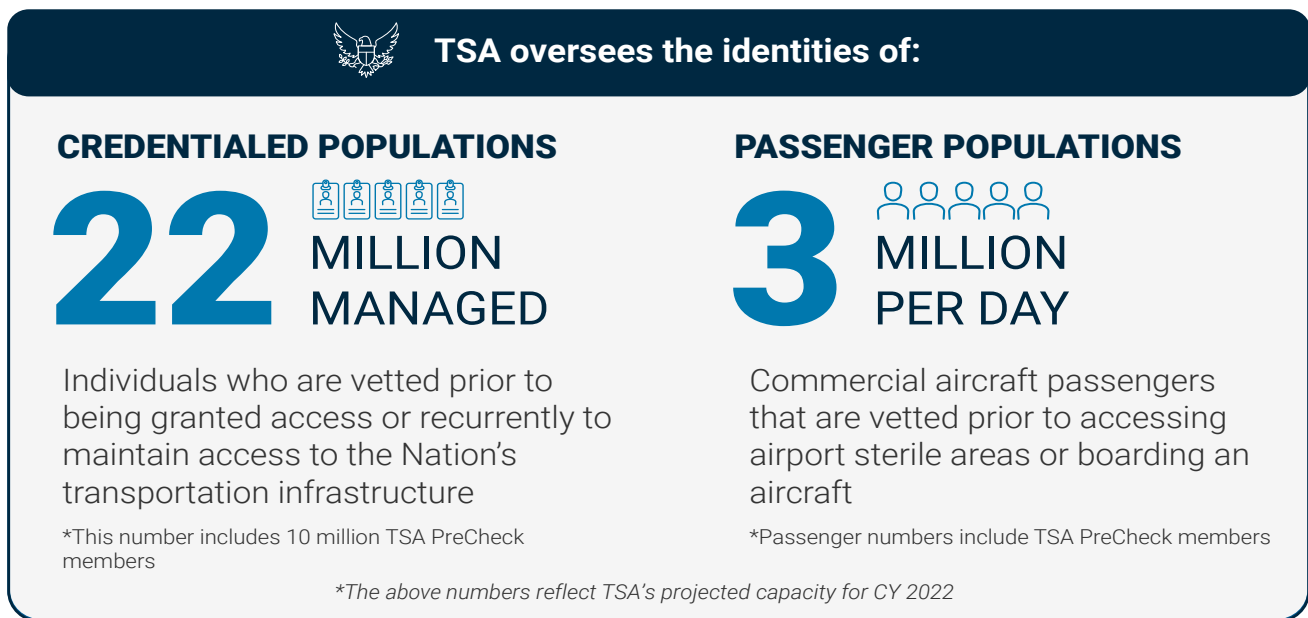 TSA oversees the identities of:
CREDENTIALED POPULATIONS
22
MILLION
MANAGED
Individuals who are vetted prior to
being granted access or recurrently to
maintain access to the Nation’s
transportation infrastructure
*This number includes 10 million TSA PreCheck
members
PASSENGER POPULATIONS
3
MILLION
PER DAY
Commercial aircraft passengers
that are vetted prior to accessing
airport sterile areas or boarding an
aircraft
*Passenger numbers include TSA PreCheck members
*The above numbers reflect TSA’s projected capacity for CY 2022